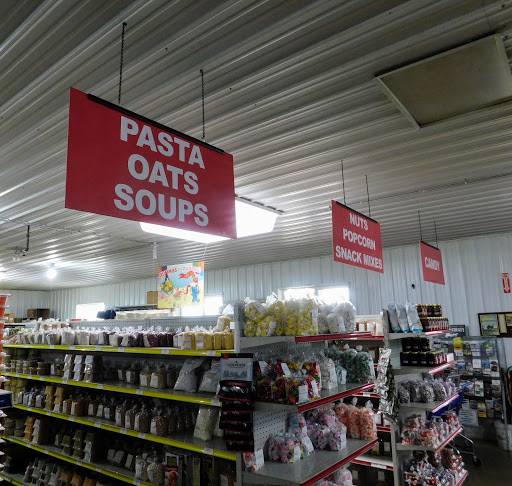 PASTA
OATS
SOUPS
NUTS
POPCORN
SNACK MIXES
CANDY